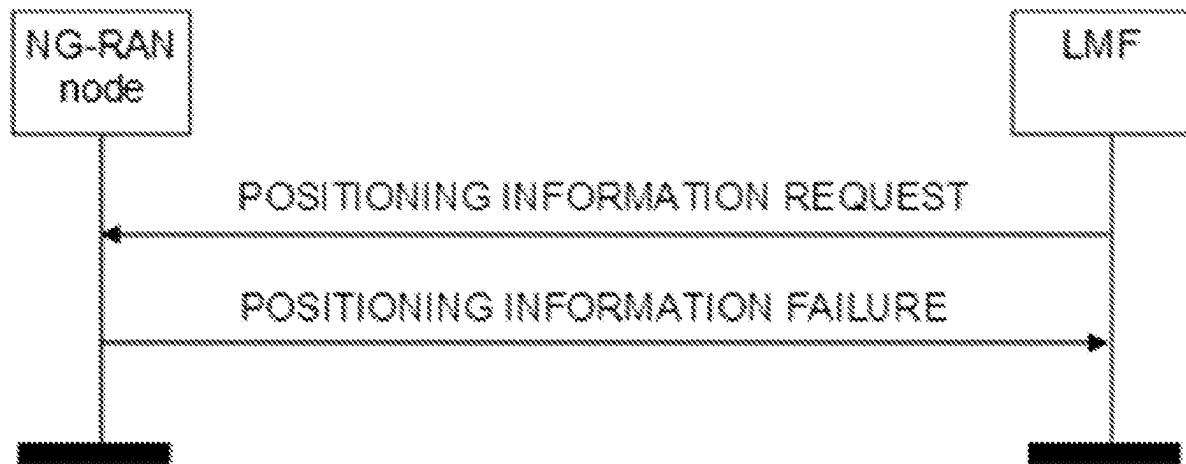 NG-RAN
node
LMF
POSITIONING INFORMATION REQUEST
POSITIONING INFORMATION FAILURE